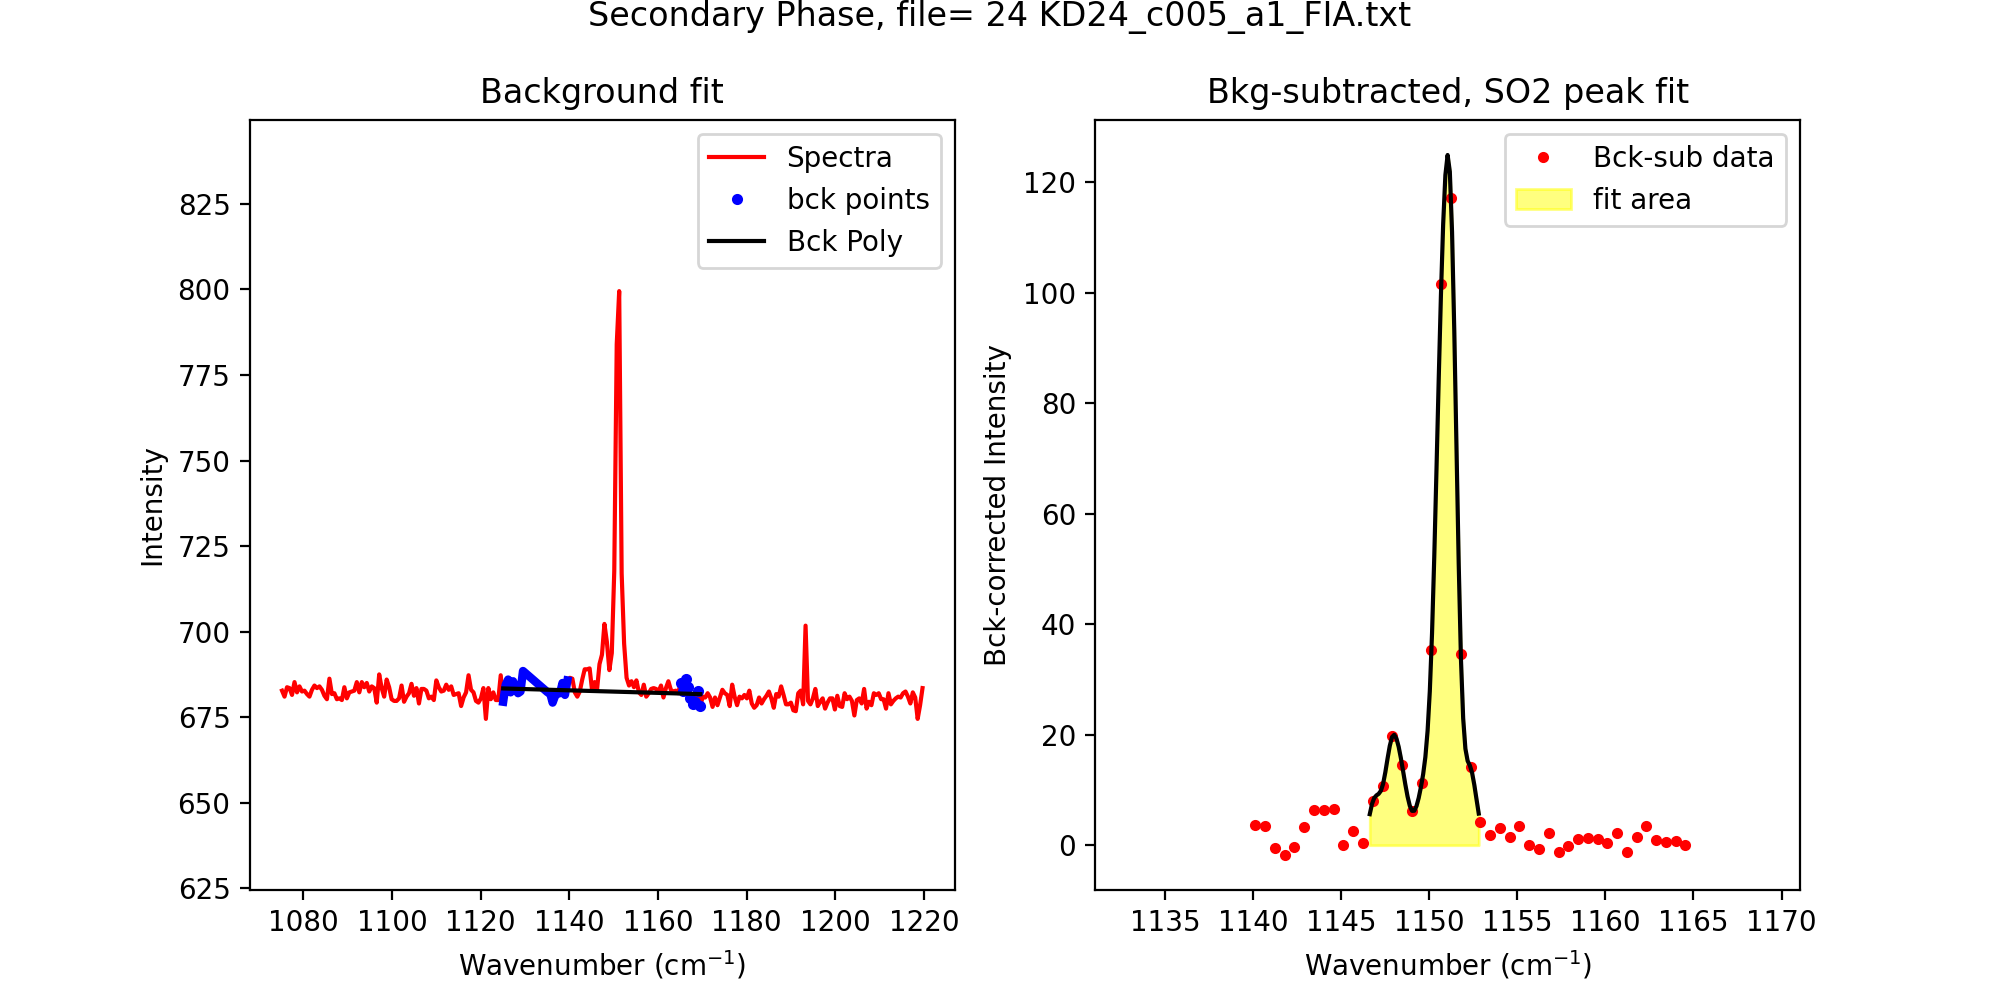 Secondary Phase, file= 24 KD24_c005_a1_FIA.txt
Background fit
Spectra
bck points
Bck Poly
825
800
775
750
725
700
675
650
625
Intensity
1080 1100 1120 1140 1160 1180 1200 1220
Wavenumber (cm⁻¹)
Bkg-subtracted, SO2 peak fit
Bck-sub data
fit area
120
100
80
60
40
20
0
Bck-corrected Intensity
1135 1140 1145 1150 1155 1160 1165 1170
Wavenumber (cm⁻¹)